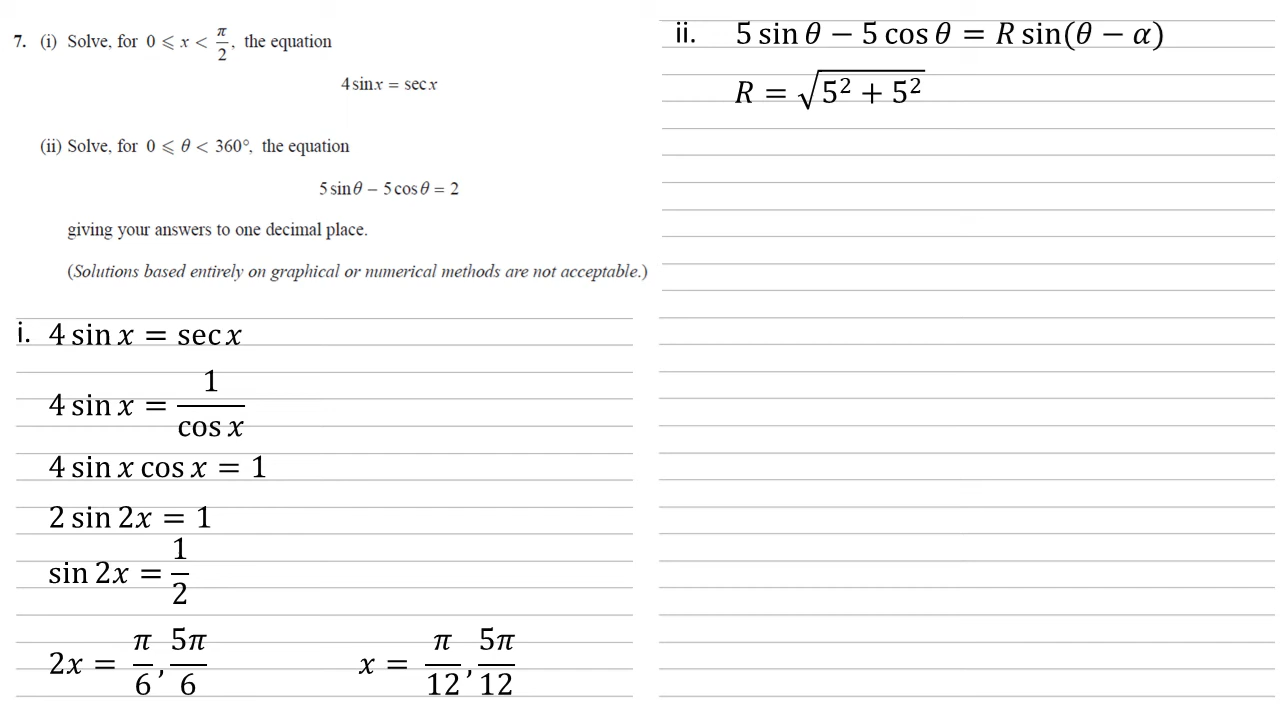 7. (i) Solve, for 0 ⩽ x < π/2, the equation
4 sin x = sec x
(ii) Solve, for 0 ⩽ θ < 360°, the equation
5 sin θ − 5 cos θ = 2
giving your answers to one decimal place.
(Solutions based entirely on graphical or numerical methods are not acceptable.)
i. 4 sin x = sec x
4 sin x = 1/cos x
4 sin x cos x = 1
2 sin 2x = 1
sin 2x = 1/2
2x = π/6, 5π/6
x = π/12, 5π/12
ii. 5 sin θ − 5 cos θ = R sin(θ − α)
R = √(5² + 5²)